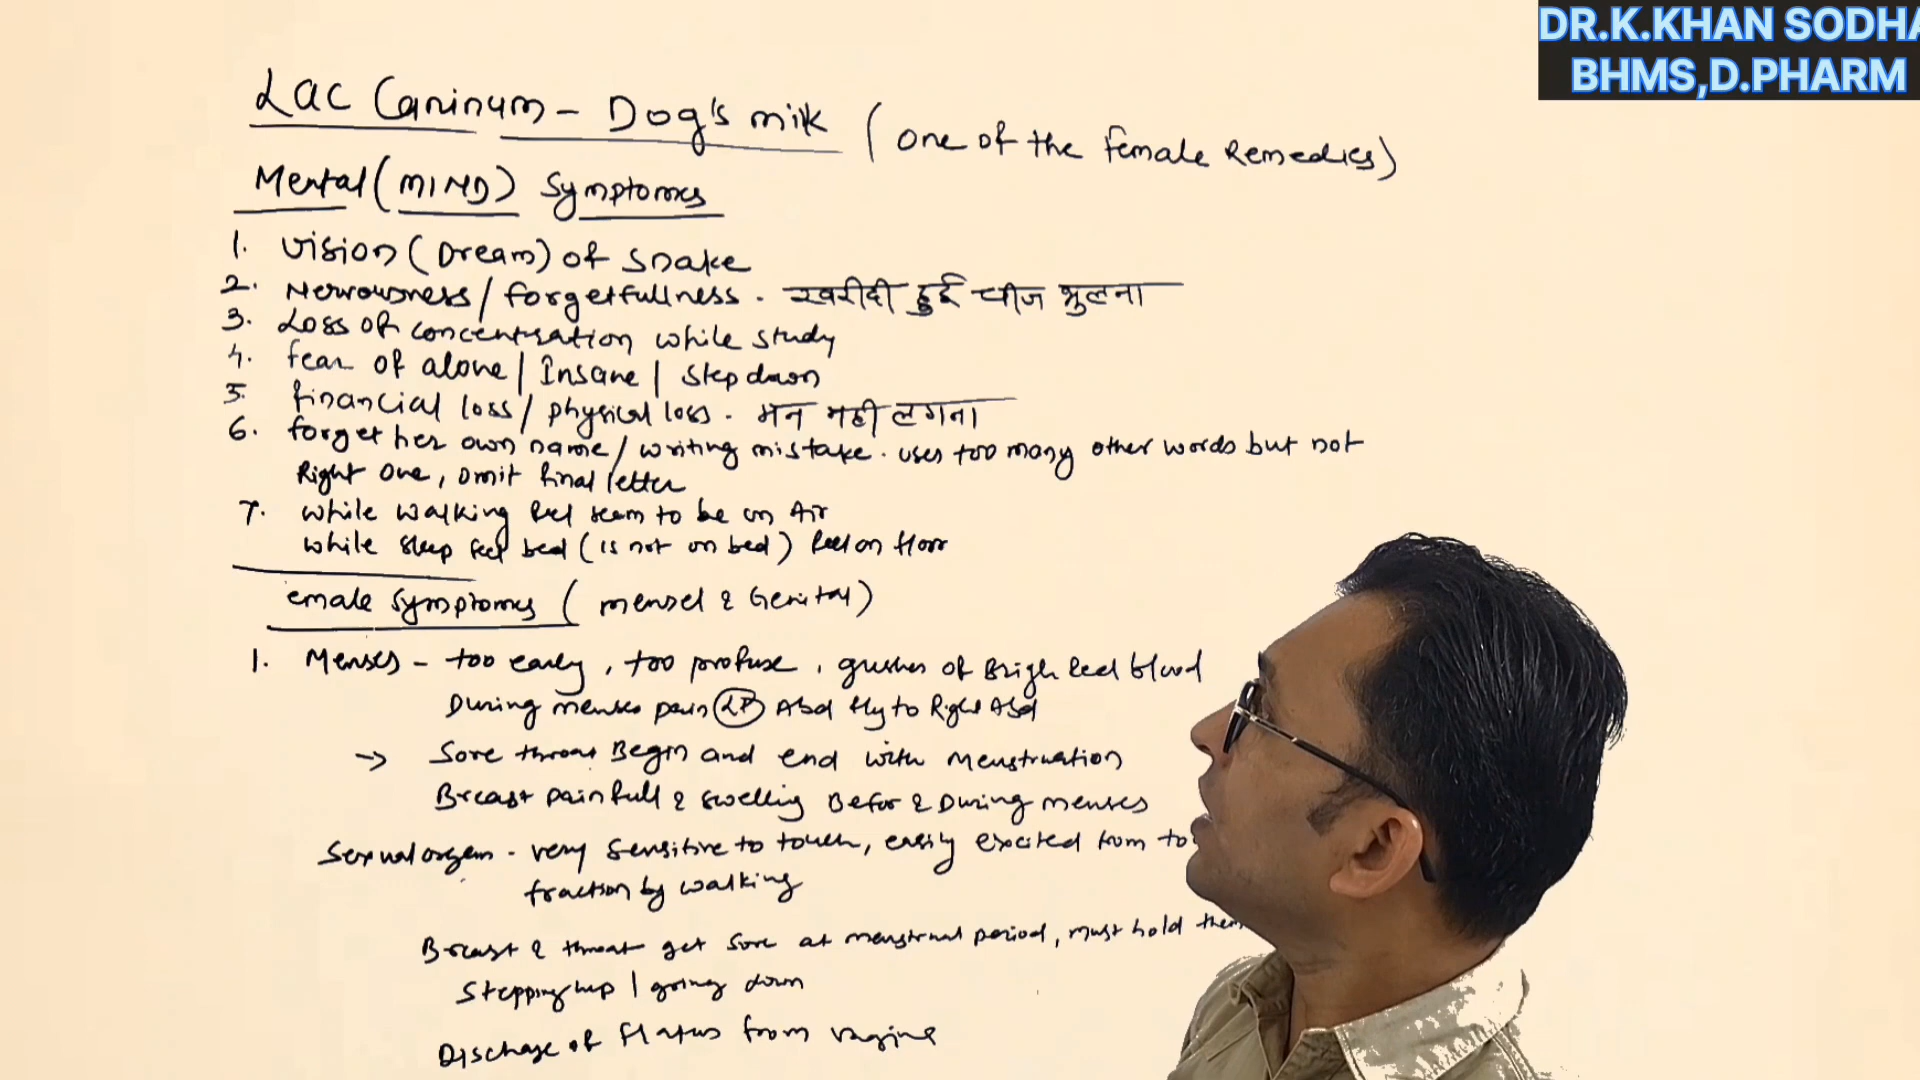 DR.K.KHAN SODHA
BHMS,D.PHARM
Lac Caninum - Dog's milk (one of the female Remedies)
Mental (MIND) Symptoms
1. Vision (Dream) of Snake
2. Nervousness / forgetfullness. खरीदी हुई चीज भुलना
3. Loss of concentration while study
4. fear of alone | Insane | Step down
5. financial loss / physical loss. मन नही लगना
6. forget her own name / writing mistake. uses too many other words but not
Right one, omit final letter
7. while walking feel seem to be on Air
while sleep feel bed (is not on bed) feel on floor
emale Symptoms ( & Genital)
1. Menses - too early, too profuse, gushes of Brigh Red blood
During menses pain Abd fly to Right Abd
→ Sore throat Begin and end with menstruation
Breast painfull & swelling Befor & During menses
Sexual organ - very sensitive to touch, easily excited from to
fraction by walking
Breast & throat get sore at menstrual period, must hold them
Stepping up | going down
Discharge of flatus from vagina